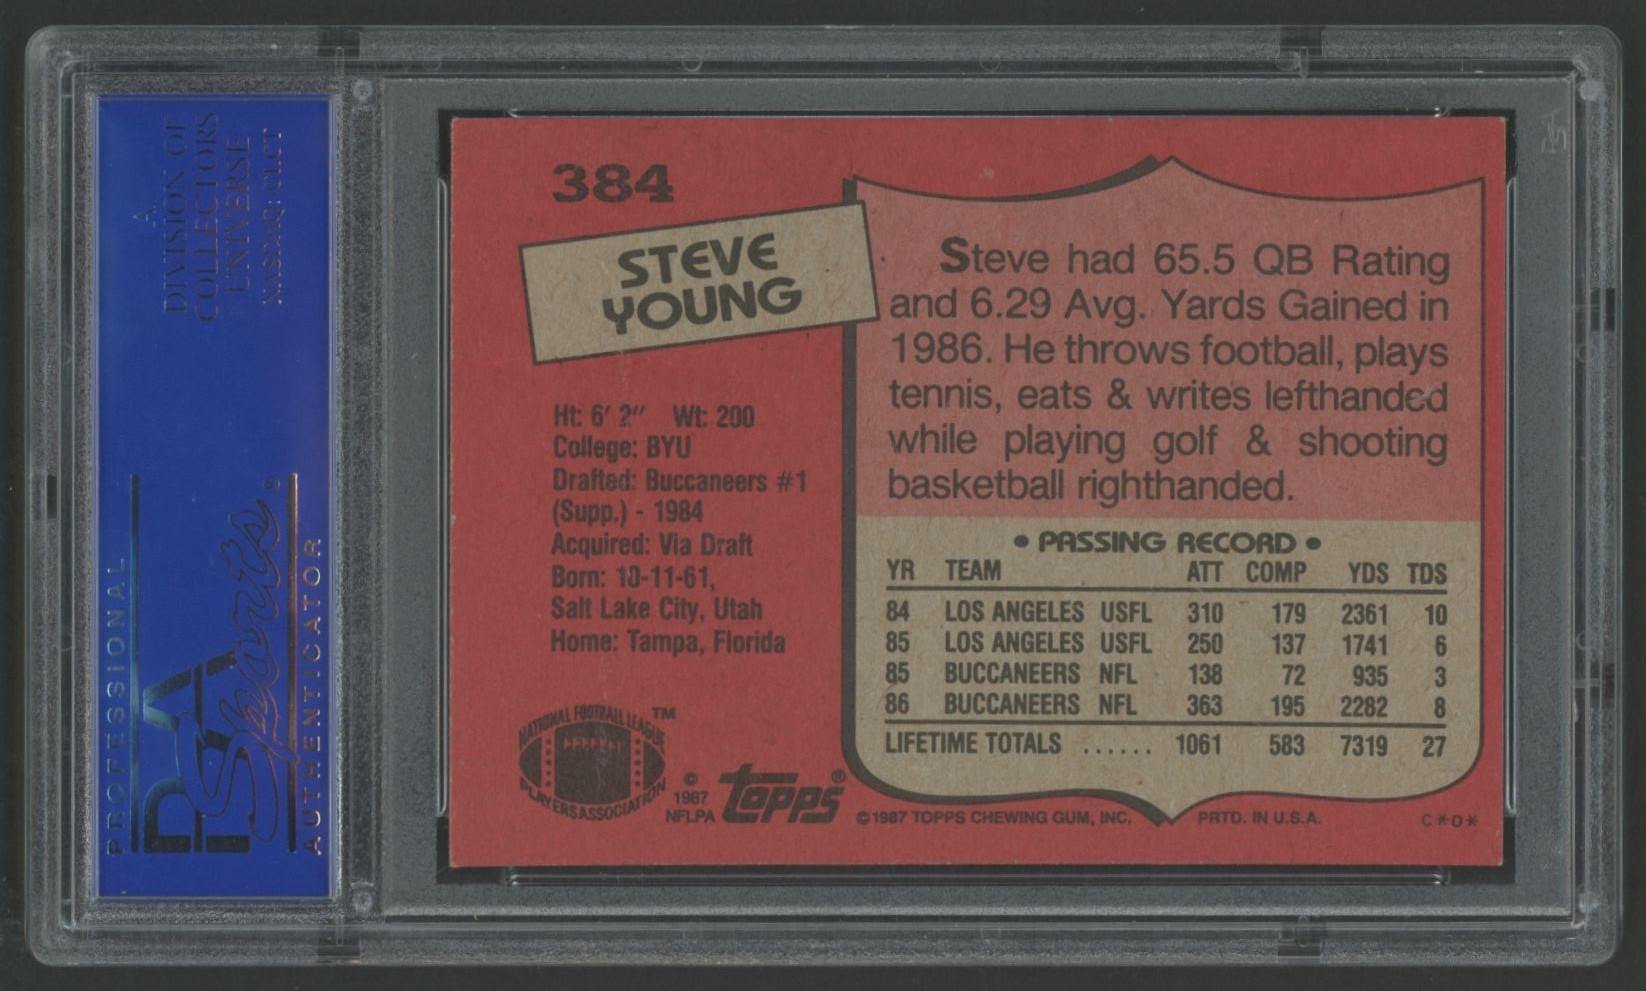 A
DIVISION OF
COLLECTORS
UNIVERSE
NASDAQ: CLCT
PROFESSIONAL
PSA
Sports®
AUTHENTICATOR
384
STEVE
YOUNG
Ht: 6' 2" Wt: 200
College: BYU
Drafted: Buccaneers #1
(Supp.) - 1984
Acquired: Via Draft
Born: 10-11-61,
Salt Lake City, Utah
Home: Tampa, Florida
NATIONAL FOOTBALL LEAGUE ™
PLAYERS ASSOCIATION
© 1987
NFLPA
topps®
Steve had 65.5 QB Rating
and 6.29 Avg. Yards Gained in
1986. He throws football, plays
tennis, eats & writes lefthanded
while playing golf & shooting
basketball righthanded.
• PASSING RECORD •
YR TEAM ATT COMP YDS TDS
84 LOS ANGELES USFL 310 179 2361 10
85 LOS ANGELES USFL 250 137 1741 6
85 BUCCANEERS NFL 138 72 935 3
86 BUCCANEERS NFL 363 195 2282 8
LIFETIME TOTALS ...... 1061 583 7319 27
©1987 TOPPS CHEWING GUM, INC. PRTD. IN U.S.A. C*D*